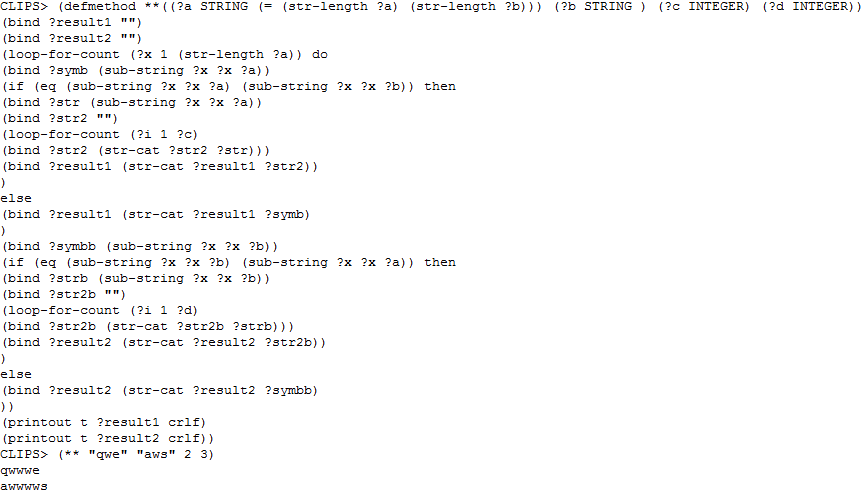 CLIPS> (defmethod **((?a STRING (= (str-length ?a) (str-length ?b))) (?b STRING ) (?c INTEGER) (?d INTEGER))
(bind ?result1 "")
(bind ?result2 "")
(loop-for-count (?x 1 (str-length ?a)) do
(bind ?symb (sub-string ?x ?x ?a))
(if (eq (sub-string ?x ?x ?a) (sub-string ?x ?x ?b)) then
(bind ?str (sub-string ?x ?x ?a))
(bind ?str2 "")
(loop-for-count (?i 1 ?c)
(bind ?str2 (str-cat ?str2 ?str)))
(bind ?result1 (str-cat ?result1 ?str2))
)
else
(bind ?result1 (str-cat ?result1 ?symb)
)
(bind ?symbb (sub-string ?x ?x ?b))
(if (eq (sub-string ?x ?x ?b) (sub-string ?x ?x ?a)) then
(bind ?strb (sub-string ?x ?x ?b))
(bind ?str2b "")
(loop-for-count (?i 1 ?d)
(bind ?str2b (str-cat ?str2b ?strb)))
(bind ?result2 (str-cat ?result2 ?str2b))
)
else
(bind ?result2 (str-cat ?result2 ?symbb)
))
(printout t ?result1 crlf)
(printout t ?result2 crlf))
CLIPS> (** "qwe" "aws" 2 3)
qwwwe
awwwws